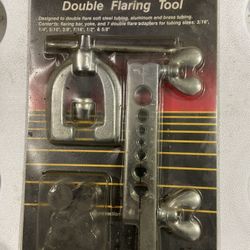 Double Flaring Tool
Designed to double flare soft steel tubing, aluminum and brass tubing.
Contents: flaring bar, yoke, and 7 double flare adapters for tubing sizes: 3/16",
1/4", 5/16", 3/8", 7/16", 1/2" & 5/8"